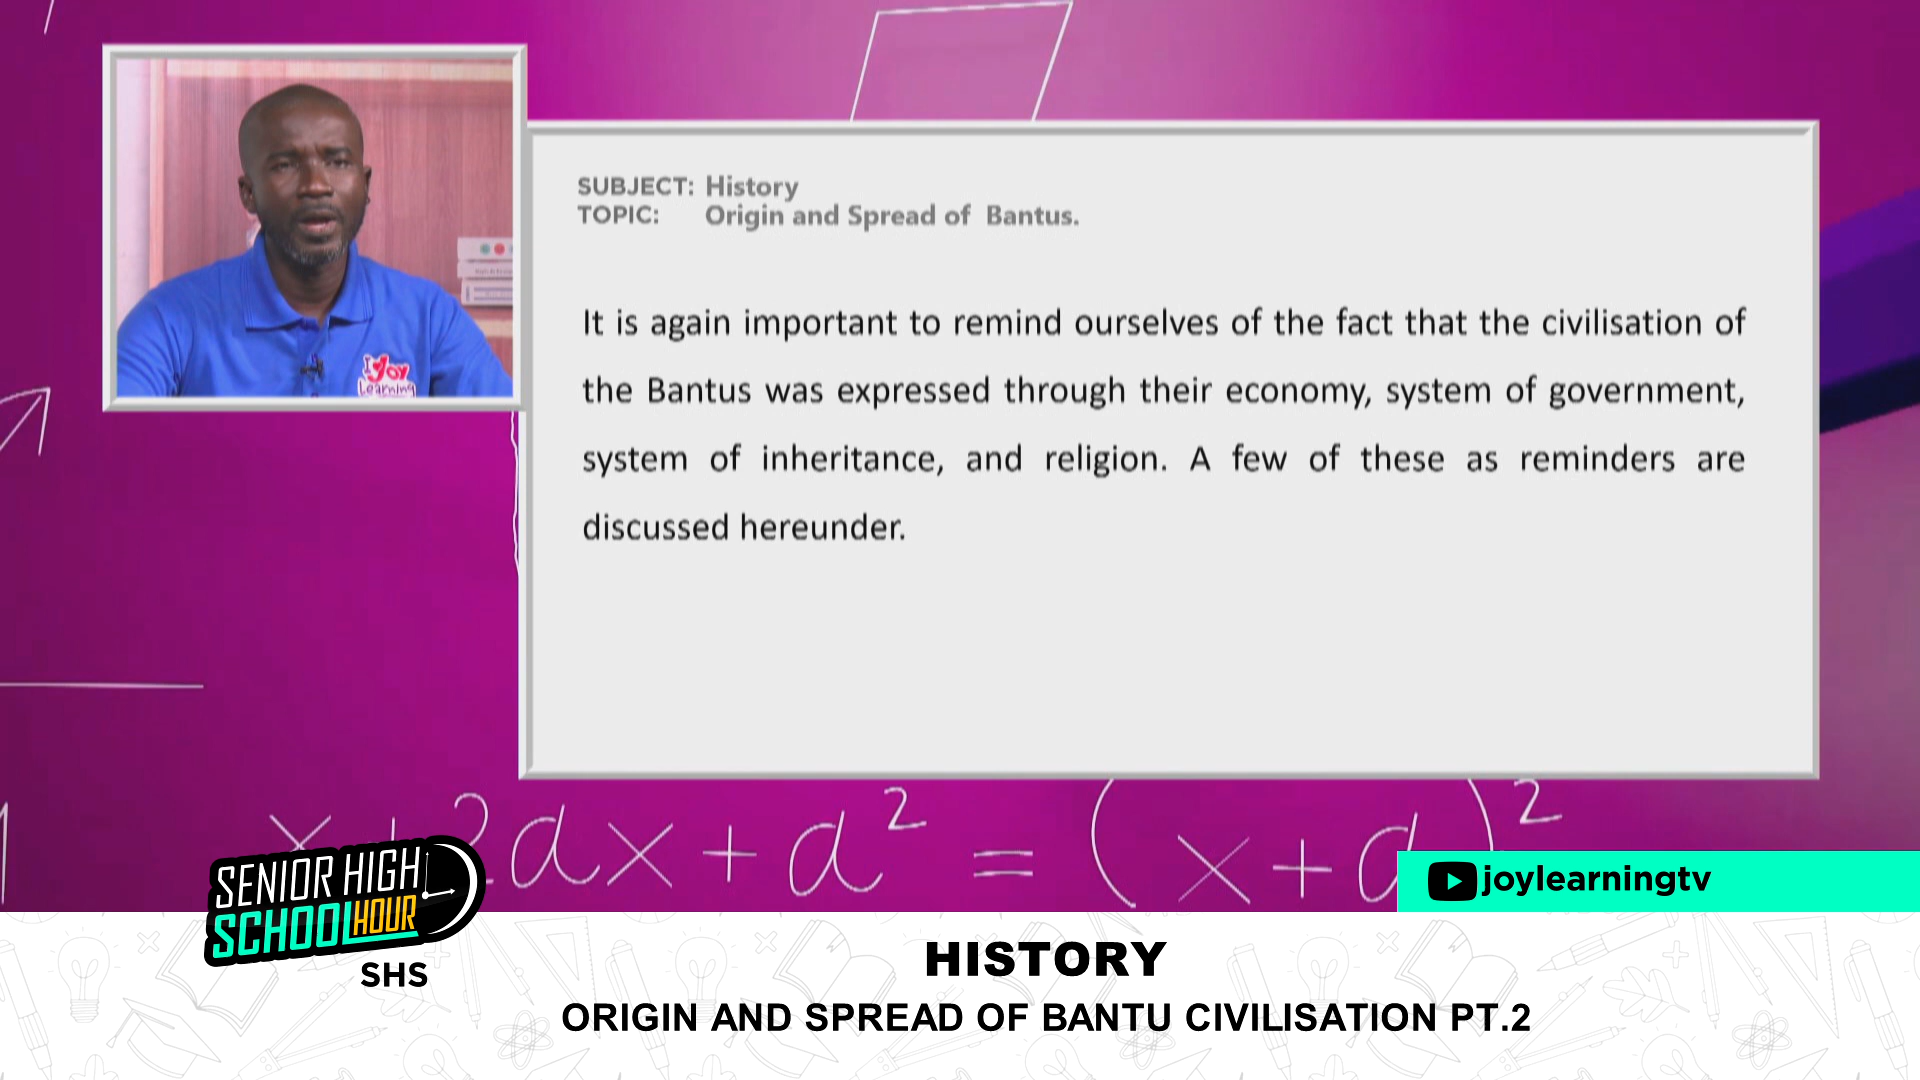 SUBJECT: History
TOPIC: Origin and Spread of Bantus.
It is again important to remind ourselves of the fact that the civilisation of
the Bantus was expressed through their economy, system of government,
system of inheritance, and religion. A few of these as reminders are
discussed hereunder.
I Joy
Learning
x + 2ax + a² = (x + a)²
joylearningtv
SENIOR HIGH
SCHOOL HOUR
SHS
HISTORY
ORIGIN AND SPREAD OF BANTU CIVILISATION PT.2